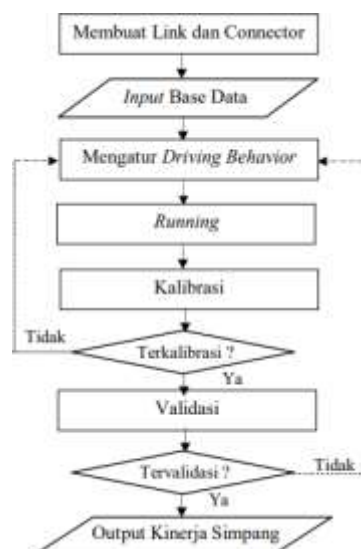 Membuat Link dan Connector
Input Base Data
Mengatur Driving Behavior
Running
Kalibrasi
Tidak
Terkalibrasi ?
Ya
Validasi
Tervalidasi ?
Tidak
Ya
Output Kinerja Simpang